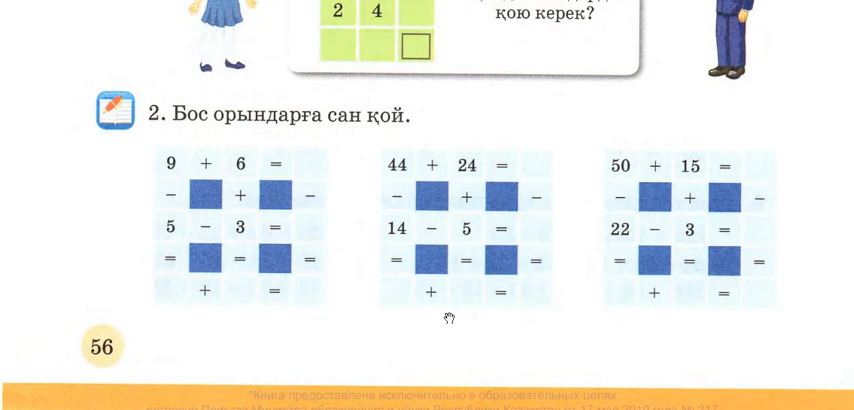 2 4
қою керек?
2. Бос орындарға сан қой.
9 + 6 =
− + −
5 − 3 =
= = =
+ =
44 + 24 =
− + −
14 − 5 =
= = =
+ =
50 + 15 =
− + −
22 − 3 =
= = =
+ =
56
*Книга предоставлена исключительно в образовательных целях